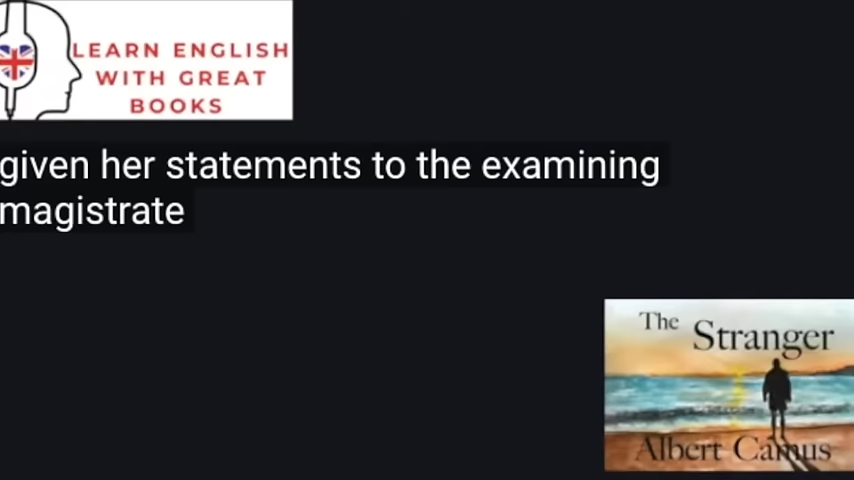 LEARN ENGLISH
WITH GREAT
BOOKS
given her statements to the examining
magistrate
The Stranger
Albert Camus